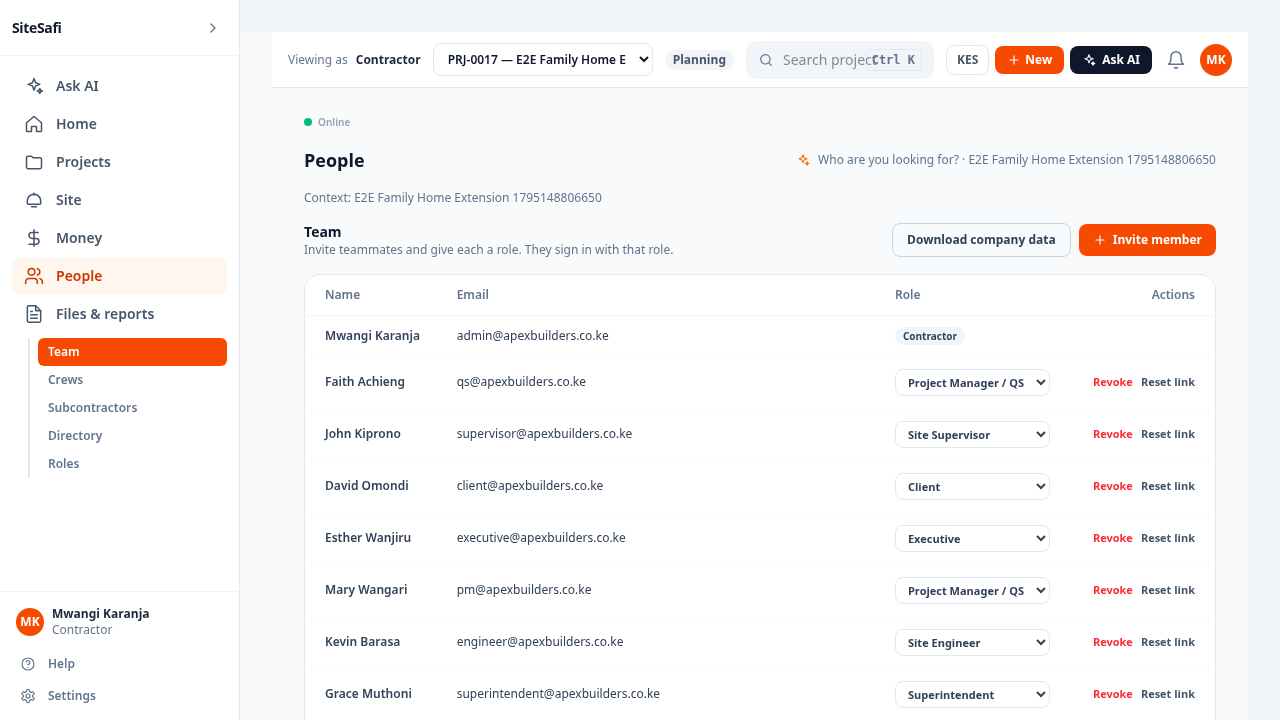 SiteSafi
Ask AI
Home
Projects
Site
Money
People
Files & reports
Team
Crews
Subcontractors
Directory
Roles
MK
Mwangi Karanja
Contractor
Help
Settings
Viewing as Contractor
PRJ-0017 — E2E Family Home E
Planning
Search project
Ctrl K
KES
New
Ask AI
MK
Online
People
Who are you looking for? · E2E Family Home Extension 1795148806650
Context: E2E Family Home Extension 1795148806650
Team
Invite teammates and give each a role. They sign in with that role.
Download company data
Invite member
Name Email Role Actions
Mwangi Karanja admin@apexbuilders.co.ke Contractor
Faith Achieng qs@apexbuilders.co.ke Project Manager / QS Revoke Reset link
John Kiprono supervisor@apexbuilders.co.ke Site Supervisor Revoke Reset link
David Omondi client@apexbuilders.co.ke Client Revoke Reset link
Esther Wanjiru executive@apexbuilders.co.ke Executive Revoke Reset link
Mary Wangari pm@apexbuilders.co.ke Project Manager / QS Revoke Reset link
Kevin Barasa engineer@apexbuilders.co.ke Site Engineer Revoke Reset link
Grace Muthoni superintendent@apexbuilders.co.ke Superintendent Revoke Reset link